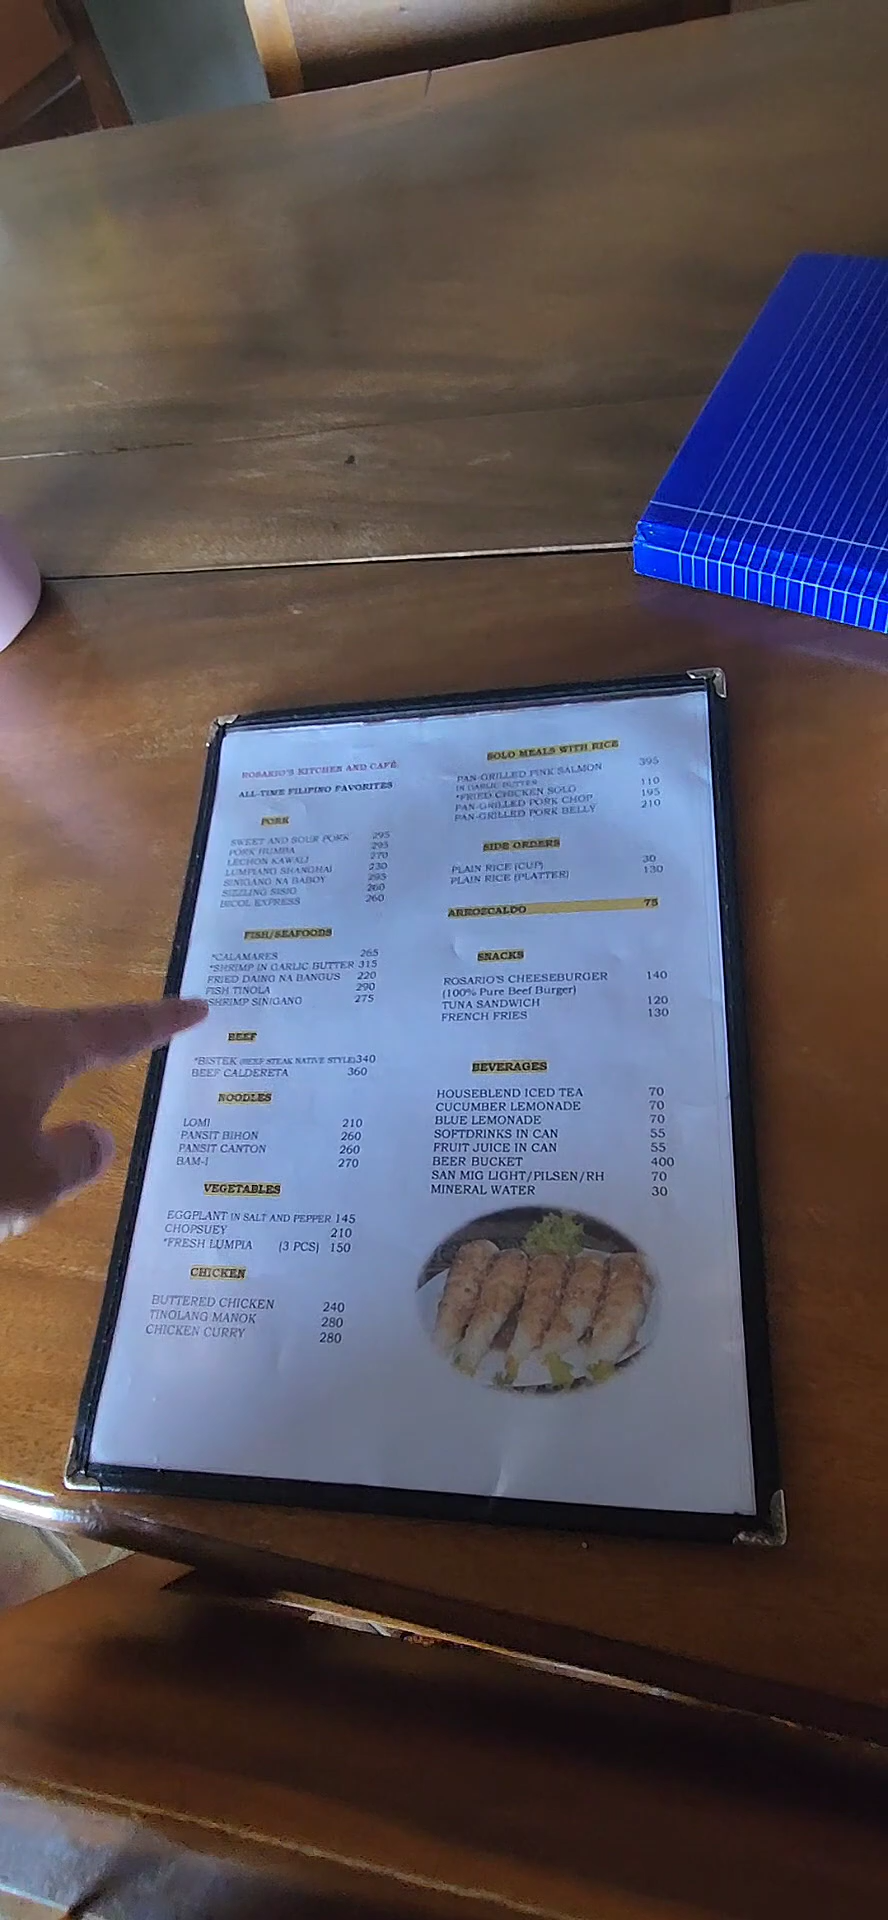 ROSARIO'S KITCHEN AND CAFÉ
ALL-TIME FILIPINO FAVORITES
PORK
SWEET AND SOUR PORK 295
PORK HUMBA 295
LECHON KAWALI 270
LUMPIANG SHANGHAI 230
SINIGANG NA BABOY 295
SIZZLING SISIG 260
BICOL EXPRESS 260
FISH/SEAFOODS
*CALAMARES 265
*SHRIMP IN GARLIC BUTTER 315
FRIED DAING NA BANGUS 220
FISH TINOLA 290
SHRIMP SINIGANG 275
BEEF
*BISTEK (BEEF STEAK NATIVE STYLE) 340
BEEF CALDERETA 360
NOODLES
LOMI 210
PANSIT BIHON 260
PANSIT CANTON 260
BAM-I 270
VEGETABLES
EGGPLANT IN SALT AND PEPPER 145
CHOPSUEY 210
*FRESH LUMPIA (3 PCS) 150
CHICKEN
BUTTERED CHICKEN 240
TINOLANG MANOK 280
CHICKEN CURRY 280
SOLO MEALS WITH RICE
PAN-GRILLED PINK SALMON 395
IN GARLIC BUTTER
*FRIED CHICKEN SOLO 110
PAN-GRILLED PORK CHOP 195
PAN-GRILLED PORK BELLY 210
SIDE ORDERS
PLAIN RICE (CUP) 30
PLAIN RICE (PLATTER) 130
ARROZCALDO 75
SNACKS
ROSARIO'S CHEESEBURGER 140
(100% Pure Beef Burger)
TUNA SANDWICH 120
FRENCH FRIES 130
BEVERAGES
HOUSEBLEND ICED TEA 70
CUCUMBER LEMONADE 70
BLUE LEMONADE 70
SOFTDRINKS IN CAN 55
FRUIT JUICE IN CAN 55
BEER BUCKET 400
SAN MIG LIGHT/PILSEN/RH 70
MINERAL WATER 30